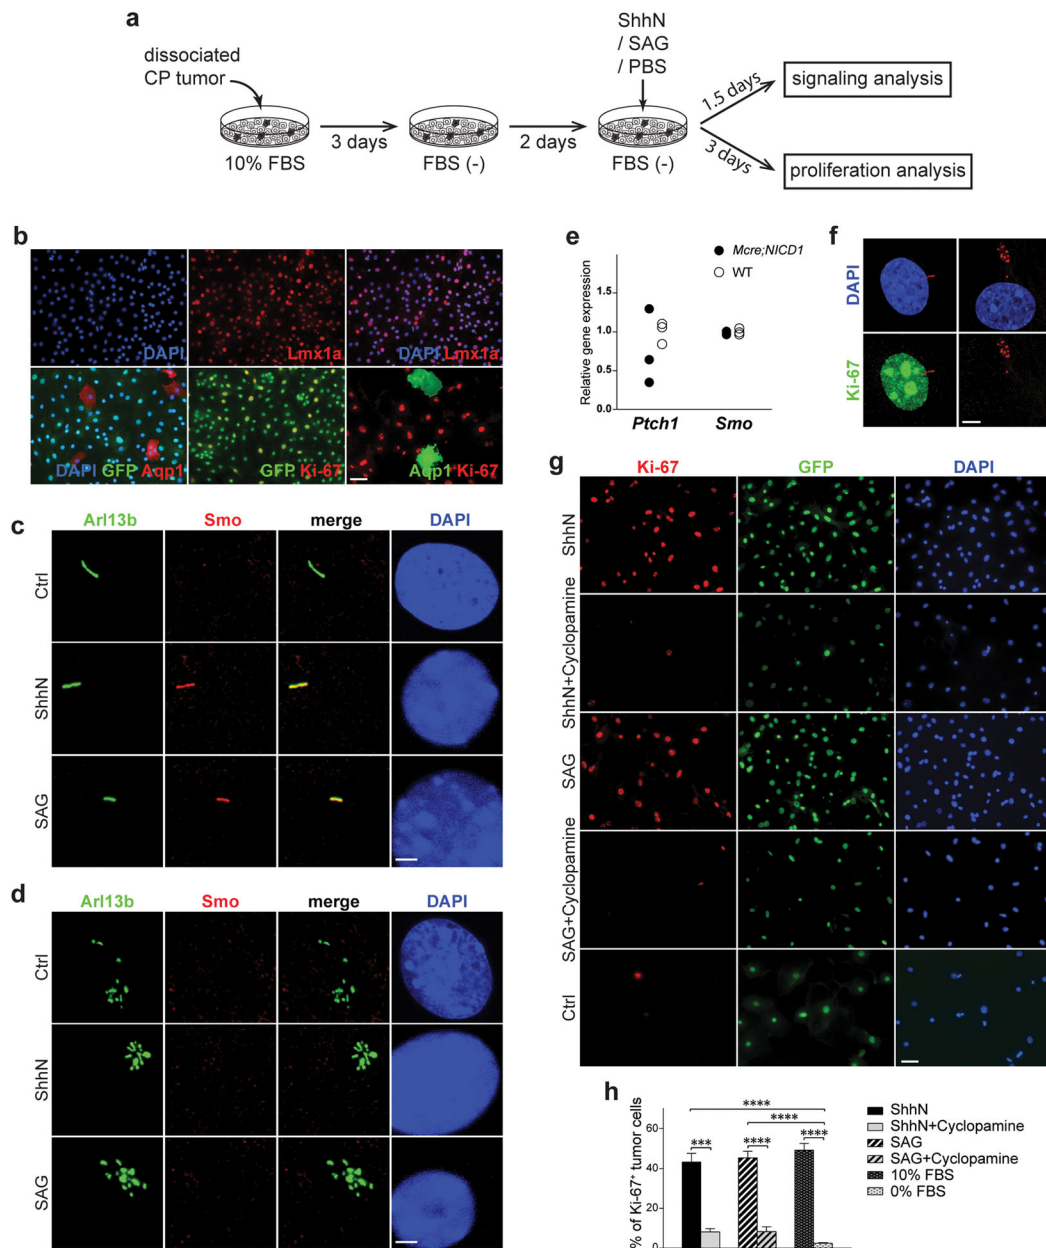 a
dissociated
CP tumor
ShhN
/ SAG
/ PBS
10% FBS
3 days
FBS (-)
2 days
FBS (-)
1.5 days
3 days
signaling analysis
proliferation analysis
b
DAPI
Lmx1a
DAPI Lmx1a
DAPI GFP Aqp1
GFP Ki-67
Aqp1 Ki-67
c
Arl13b Smo merge DAPI
Ctrl
ShhN
SAG
d
Arl13b Smo merge DAPI
Ctrl
ShhN
SAG
e
Mcre;NICD1
WT
Relative gene expression
1.5
1.0
0.5
0.0
Ptch1 Smo
f
DAPI
Ki-67
g
Ki-67 GFP DAPI
ShhN
ShhN+Cyclopamine
SAG
SAG+Cyclopamine
Ctrl
h
% of Ki-67+ tumor cells
60
40
20
0
****
****
*** **** ****
ShhN
ShhN+Cyclopamine
SAG
SAG+Cyclopamine
10% FBS
0% FBS